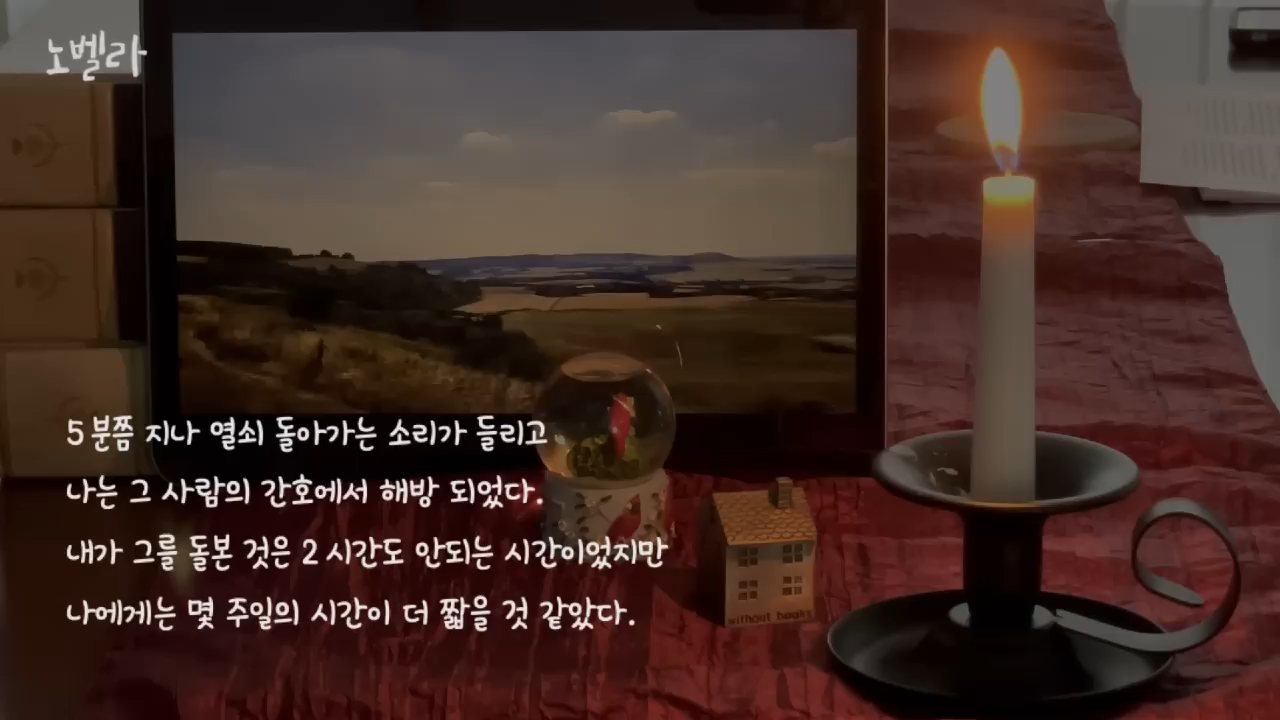 노벨라
5분쯤 지나 열쇠 돌아가는 소리가 들리고
나는 그 사람의 간호에서 해방 되었다.
내가 그를 돌본 것은 2시간도 안되는 시간이었지만
나에게는 몇 주일의 시간이 더 짧을 것 같았다.
without hooks